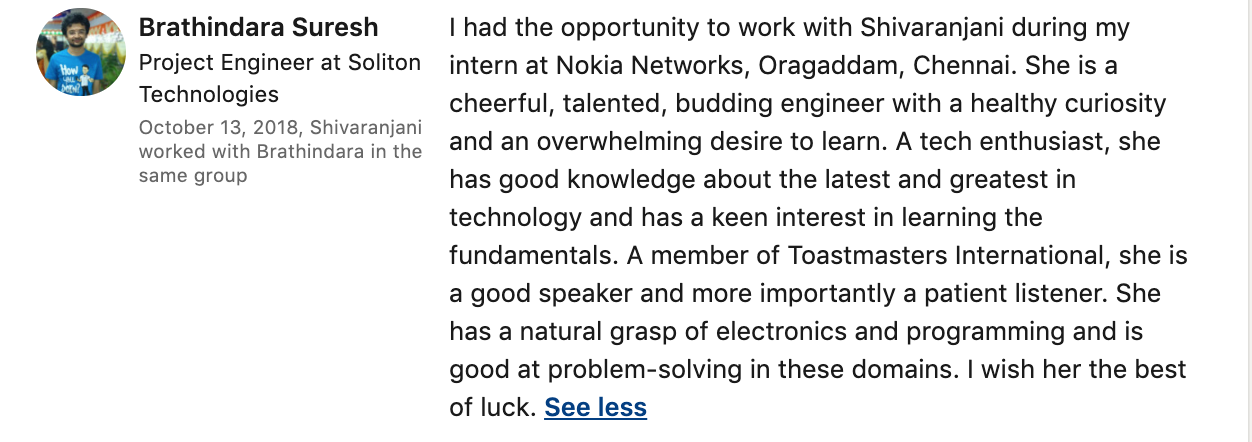 Brathindara Suresh
Project Engineer at Soliton
Technologies
October 13, 2018, Shivaranjani
worked with Brathindara in the
same group
I had the opportunity to work with Shivaranjani during my
intern at Nokia Networks, Oragaddam, Chennai. She is a
cheerful, talented, budding engineer with a healthy curiosity
and an overwhelming desire to learn. A tech enthusiast, she
has good knowledge about the latest and greatest in
technology and has a keen interest in learning the
fundamentals. A member of Toastmasters International, she is
a good speaker and more importantly a patient listener. She
has a natural grasp of electronics and programming and is
good at problem-solving in these domains. I wish her the best
of luck. See less